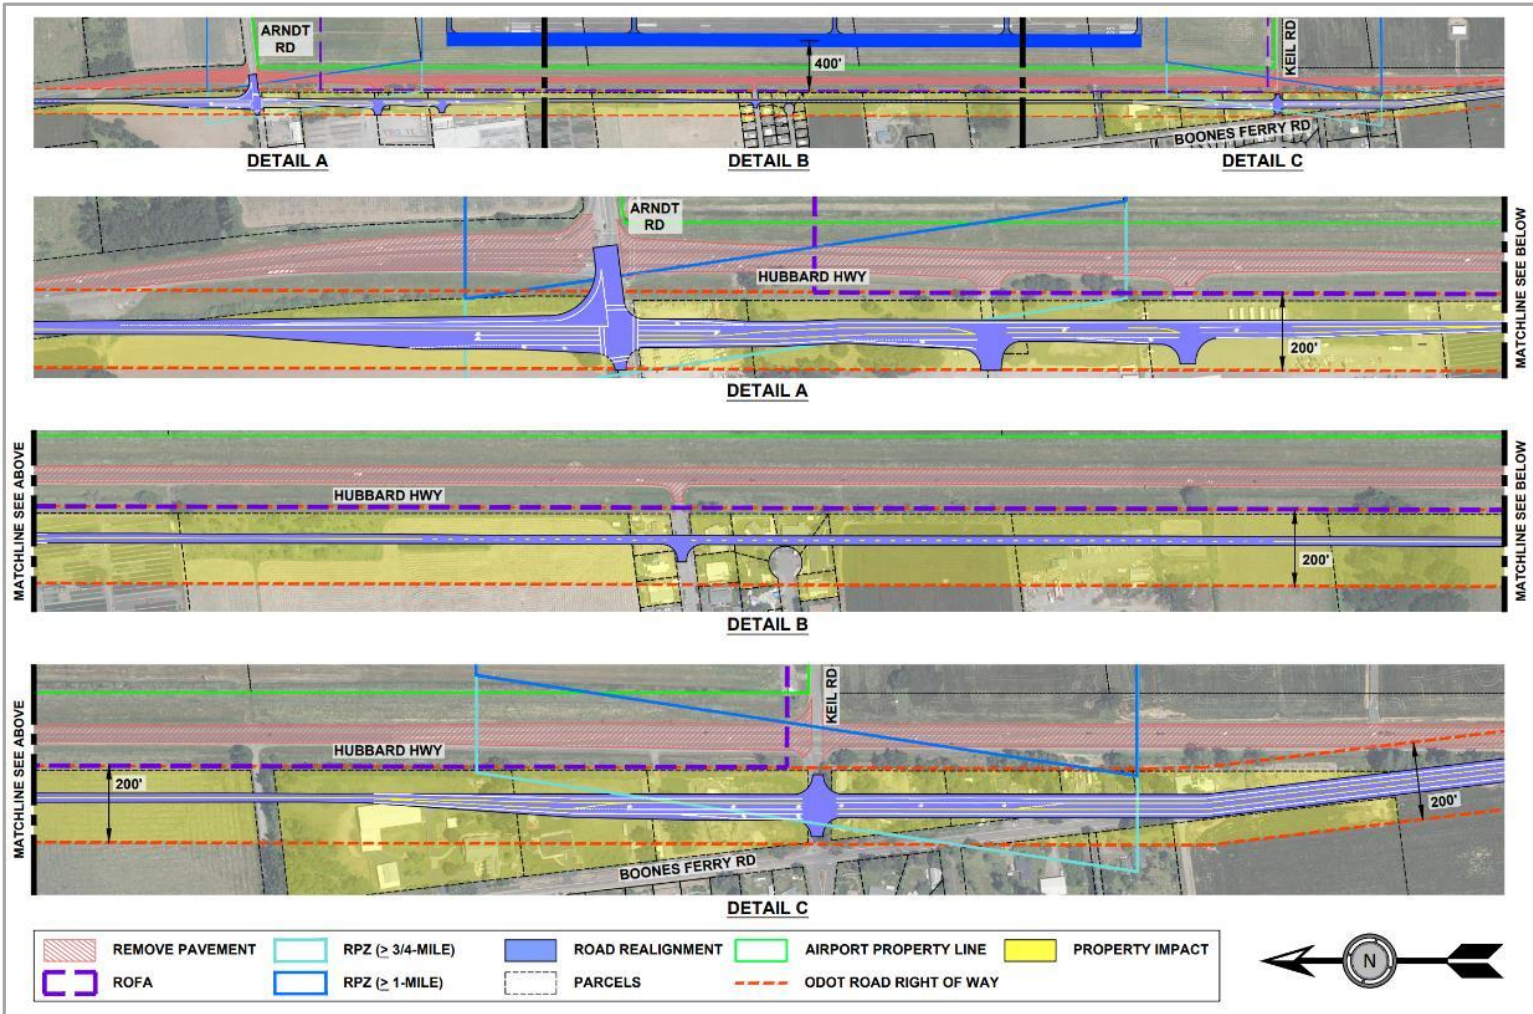 ARNDT
RD
400'
KEIL RD
BOONES FERRY RD
DETAIL A
DETAIL B
DETAIL C
ARNDT
RD
HUBBARD HWY
200'
MATCHLINE SEE BELOW
DETAIL A
MATCHLINE SEE ABOVE
HUBBARD HWY
200'
MATCHLINE SEE BELOW
DETAIL B
MATCHLINE SEE ABOVE
KEIL RD
HUBBARD HWY
200'
200'
BOONES FERRY RD
DETAIL C
REMOVE PAVEMENT
RPZ (≥ 3/4-MILE)
ROAD REALIGNMENT
AIRPORT PROPERTY LINE
PROPERTY IMPACT
ROFA
RPZ (≥ 1-MILE)
PARCELS
ODOT ROAD RIGHT OF WAY
N